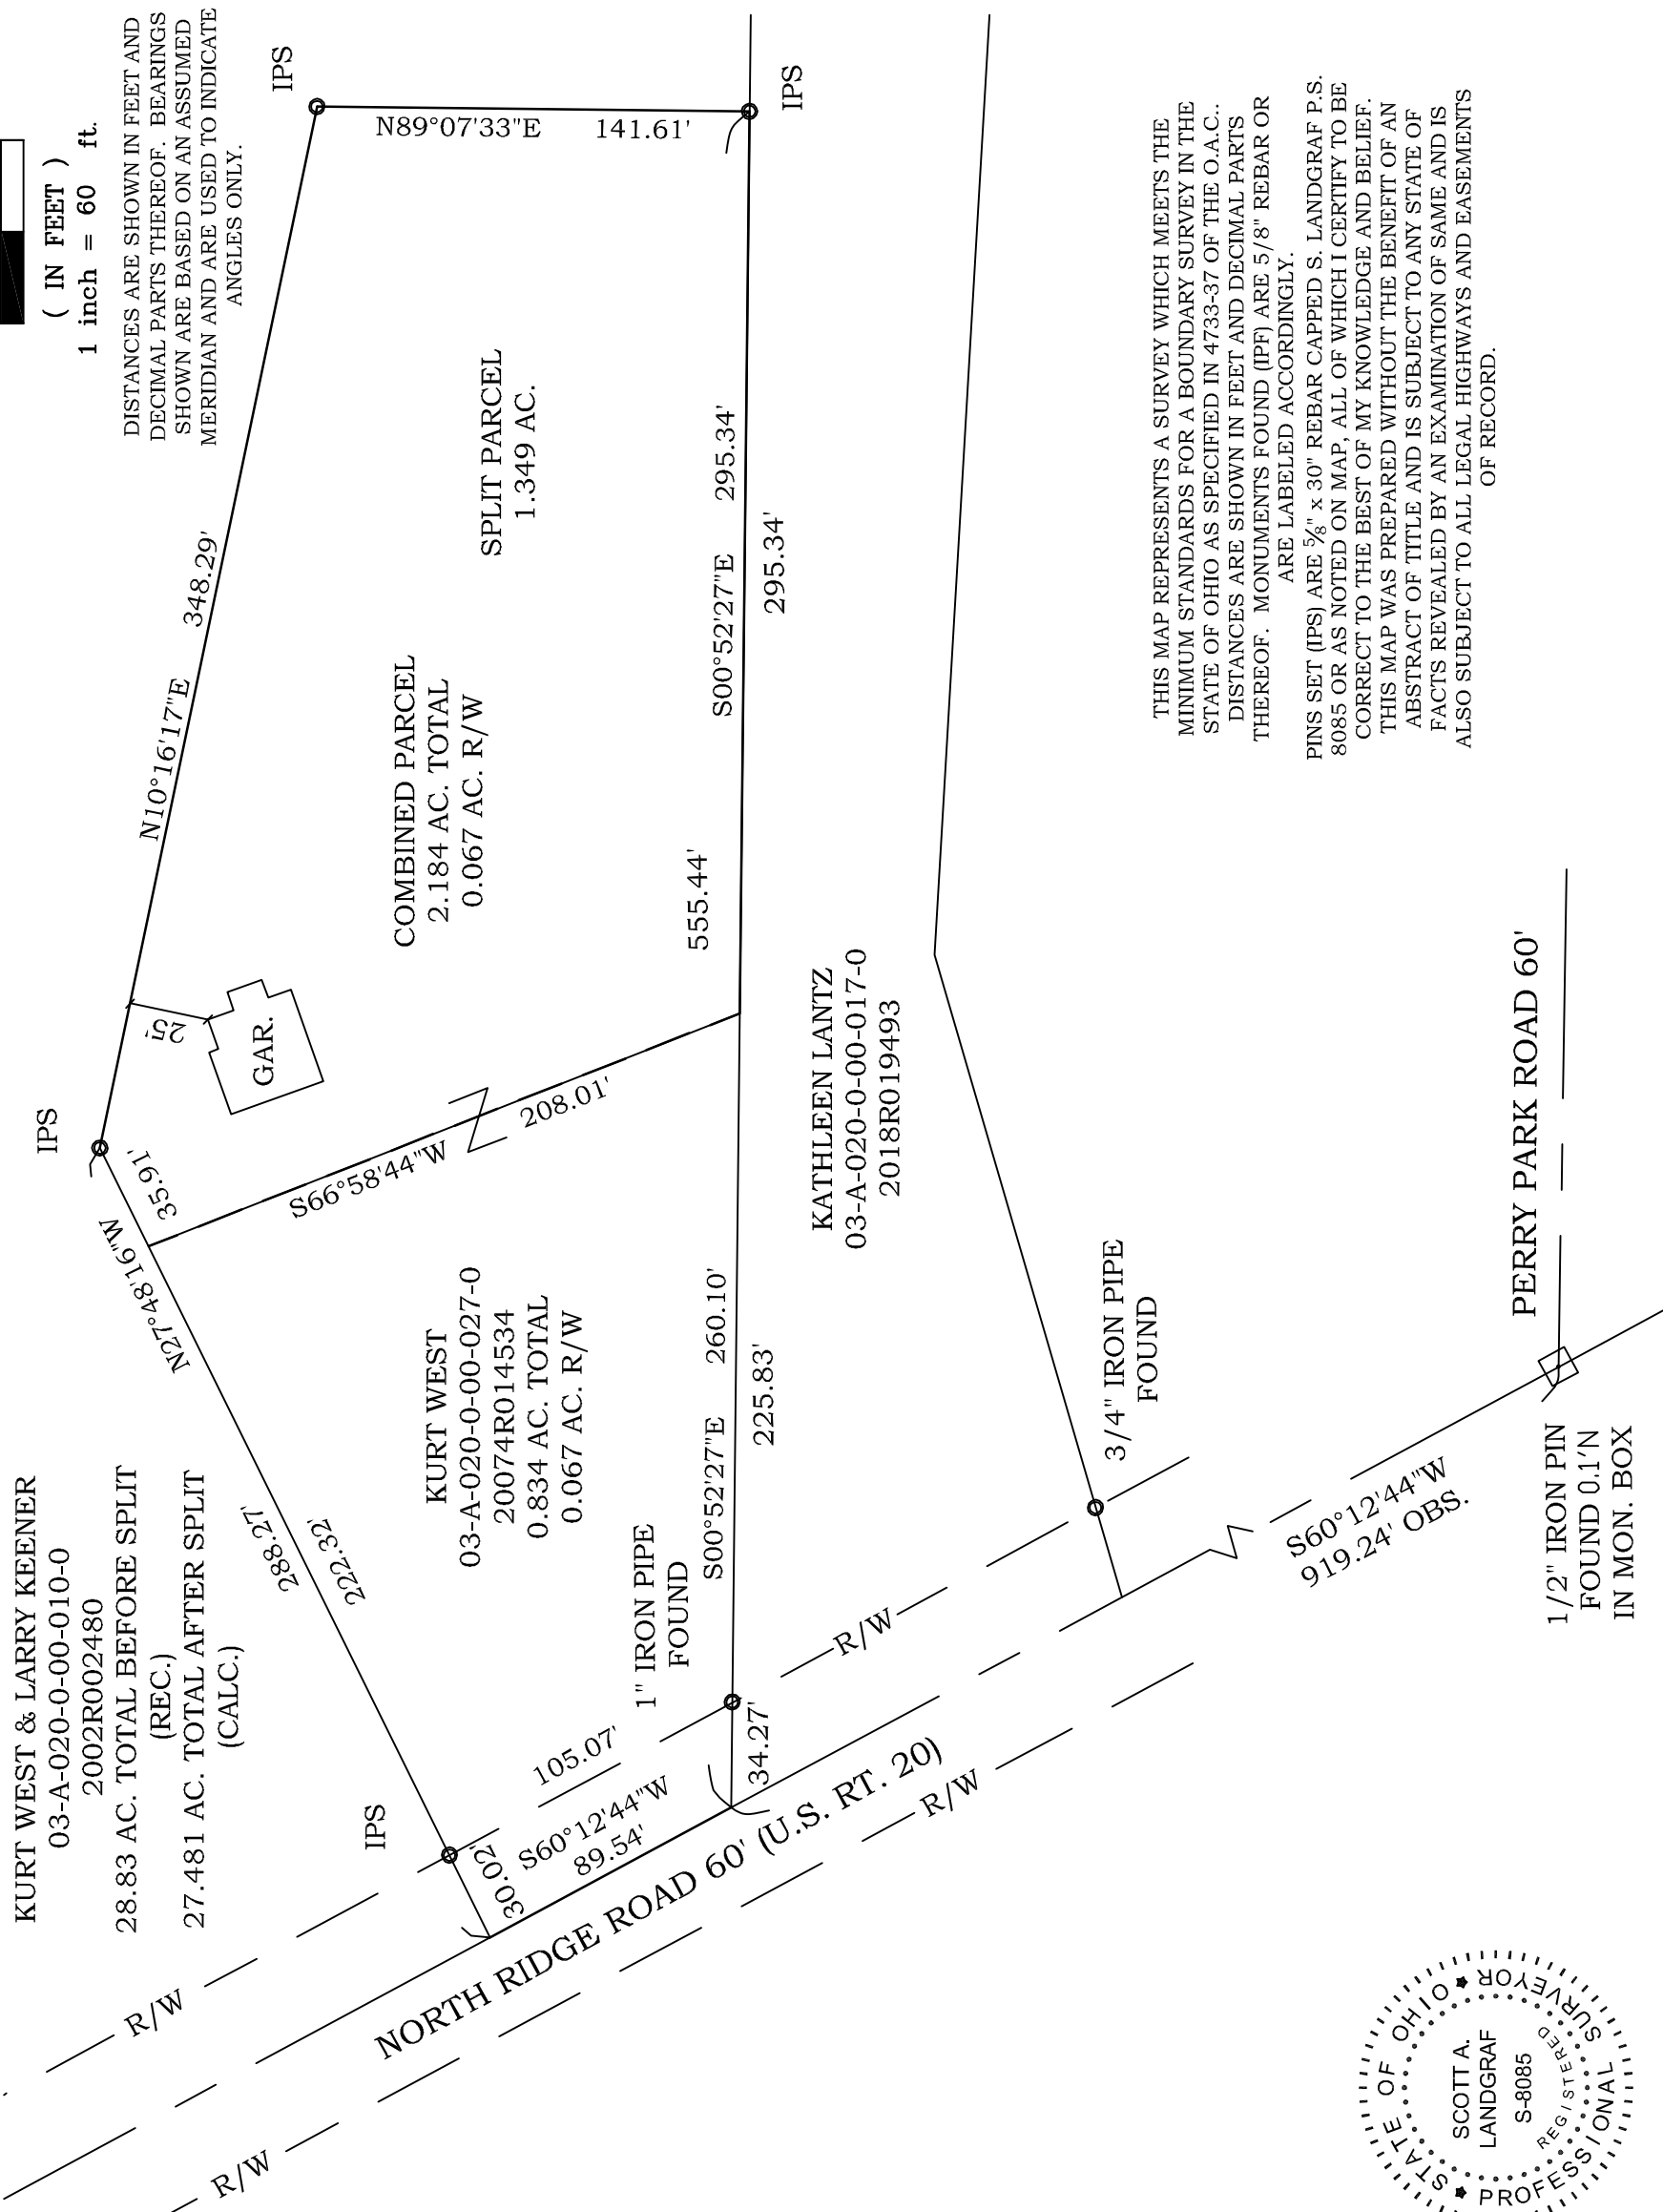 ( IN FEET )
1 inch = 60 ft.
DISTANCES ARE SHOWN IN FEET AND
DECIMAL PARTS THEREOF. BEARINGS
SHOWN ARE BASED ON AN ASSUMED
MERIDIAN AND ARE USED TO INDICATE
ANGLES ONLY.
KURT WEST & LARRY KEENER
03-A-020-0-00-010-0
2002R002480
28.83 AC. TOTAL BEFORE SPLIT
(REC.)
27.481 AC. TOTAL AFTER SPLIT
(CALC.)
IPS
IPS
IPS
IPS
N27°48'16"W
35.91'
288.27'
222.32'
30.02'
N10°16'17"E 348.29'
N89°07'33"E 141.61'
25'
GAR.
COMBINED PARCEL
2.184 AC. TOTAL
0.067 AC. R/W
SPLIT PARCEL
1.349 AC.
S66°58'44"W
208.01'
KURT WEST
03-A-020-0-00-027-0
20074R014534
0.834 AC. TOTAL
0.067 AC. R/W
1" IRON PIPE
FOUND
S00°52'27"E 260.10'
555.44'
S00°52'27"E 295.34'
34.27'
225.83'
295.34'
105.07'
S60°12'44"W
89.54'
KATHLEEN LANTZ
03-A-020-0-00-017-0
2018R019493
R/W
R/W
R/W
R/W
NORTH RIDGE ROAD 60' (U.S. RT. 20)
3/4" IRON PIPE
FOUND
S60°12'44"W
919.24' OBS.
PERRY PARK ROAD 60'
1/2" IRON PIN
FOUND 0.1'N
IN MON. BOX
THIS MAP REPRESENTS A SURVEY WHICH MEETS THE
MINIMUM STANDARDS FOR A BOUNDARY SURVEY IN THE
STATE OF OHIO AS SPECIFIED IN 4733-37 OF THE O.A.C..
DISTANCES ARE SHOWN IN FEET AND DECIMAL PARTS
THEREOF. MONUMENTS FOUND (IPF) ARE 5/8" REBAR OR
ARE LABELED ACCORDINGLY.
PINS SET (IPS) ARE 5⁄8" x 30" REBAR CAPPED S. LANDGRAF P.S.
8085 OR AS NOTED ON MAP, ALL OF WHICH I CERTIFY TO BE
CORRECT TO THE BEST OF MY KNOWLEDGE AND BELIEF.
THIS MAP WAS PREPARED WITHOUT THE BENEFIT OF AN
ABSTRACT OF TITLE AND IS SUBJECT TO ANY STATE OF
FACTS REVEALED BY AN EXAMINATION OF SAME AND IS
ALSO SUBJECT TO ALL LEGAL HIGHWAYS AND EASEMENTS
OF RECORD.
STATE OF OHIO
SCOTT A.
LANDGRAF
S-8085
REGISTERED
PROFESSIONAL SURVEYOR